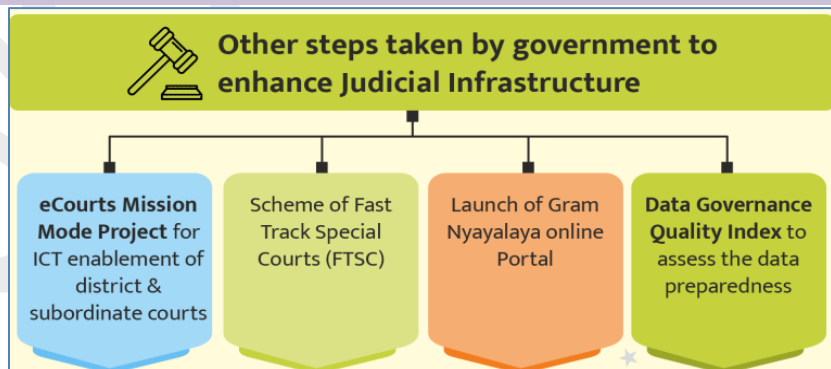 Other steps taken by government to
enhance Judicial Infrastructure
eCourts Mission
Mode Project for
ICT enablement of
district &
subordinate courts
Scheme of Fast
Track Special
Courts (FTSC)
Launch of Gram
Nyayalaya online
Portal
Data Governance
Quality Index to
assess the data
preparedness